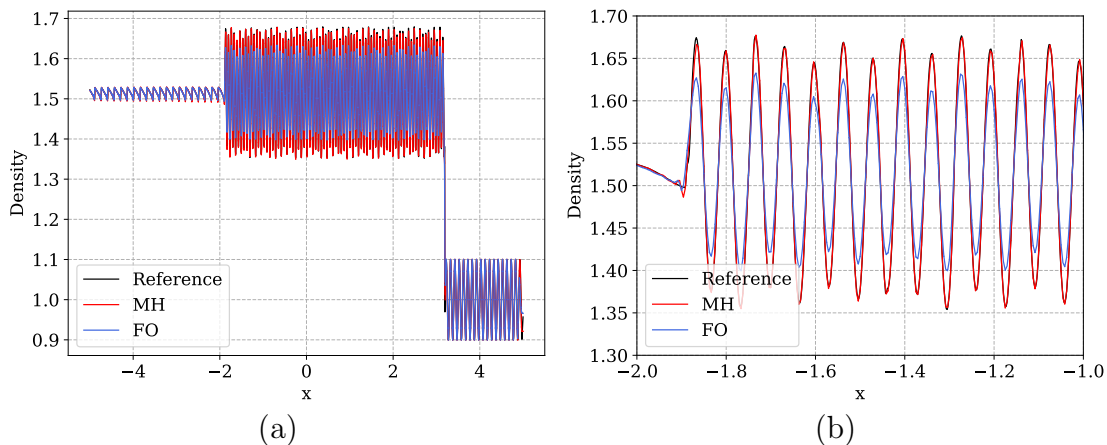 1.7
1.6
1.5
1.4
1.3
1.2
1.1
1.0
0.9
Density
Reference
MH
FO
−4
−2
0
2
4
x
(a)
1.70
1.65
1.60
1.55
1.50
1.45
1.40
1.35
1.30
Density
Reference
MH
FO
−2.0
−1.8
−1.6
−1.4
−1.2
−1.0
x
(b)